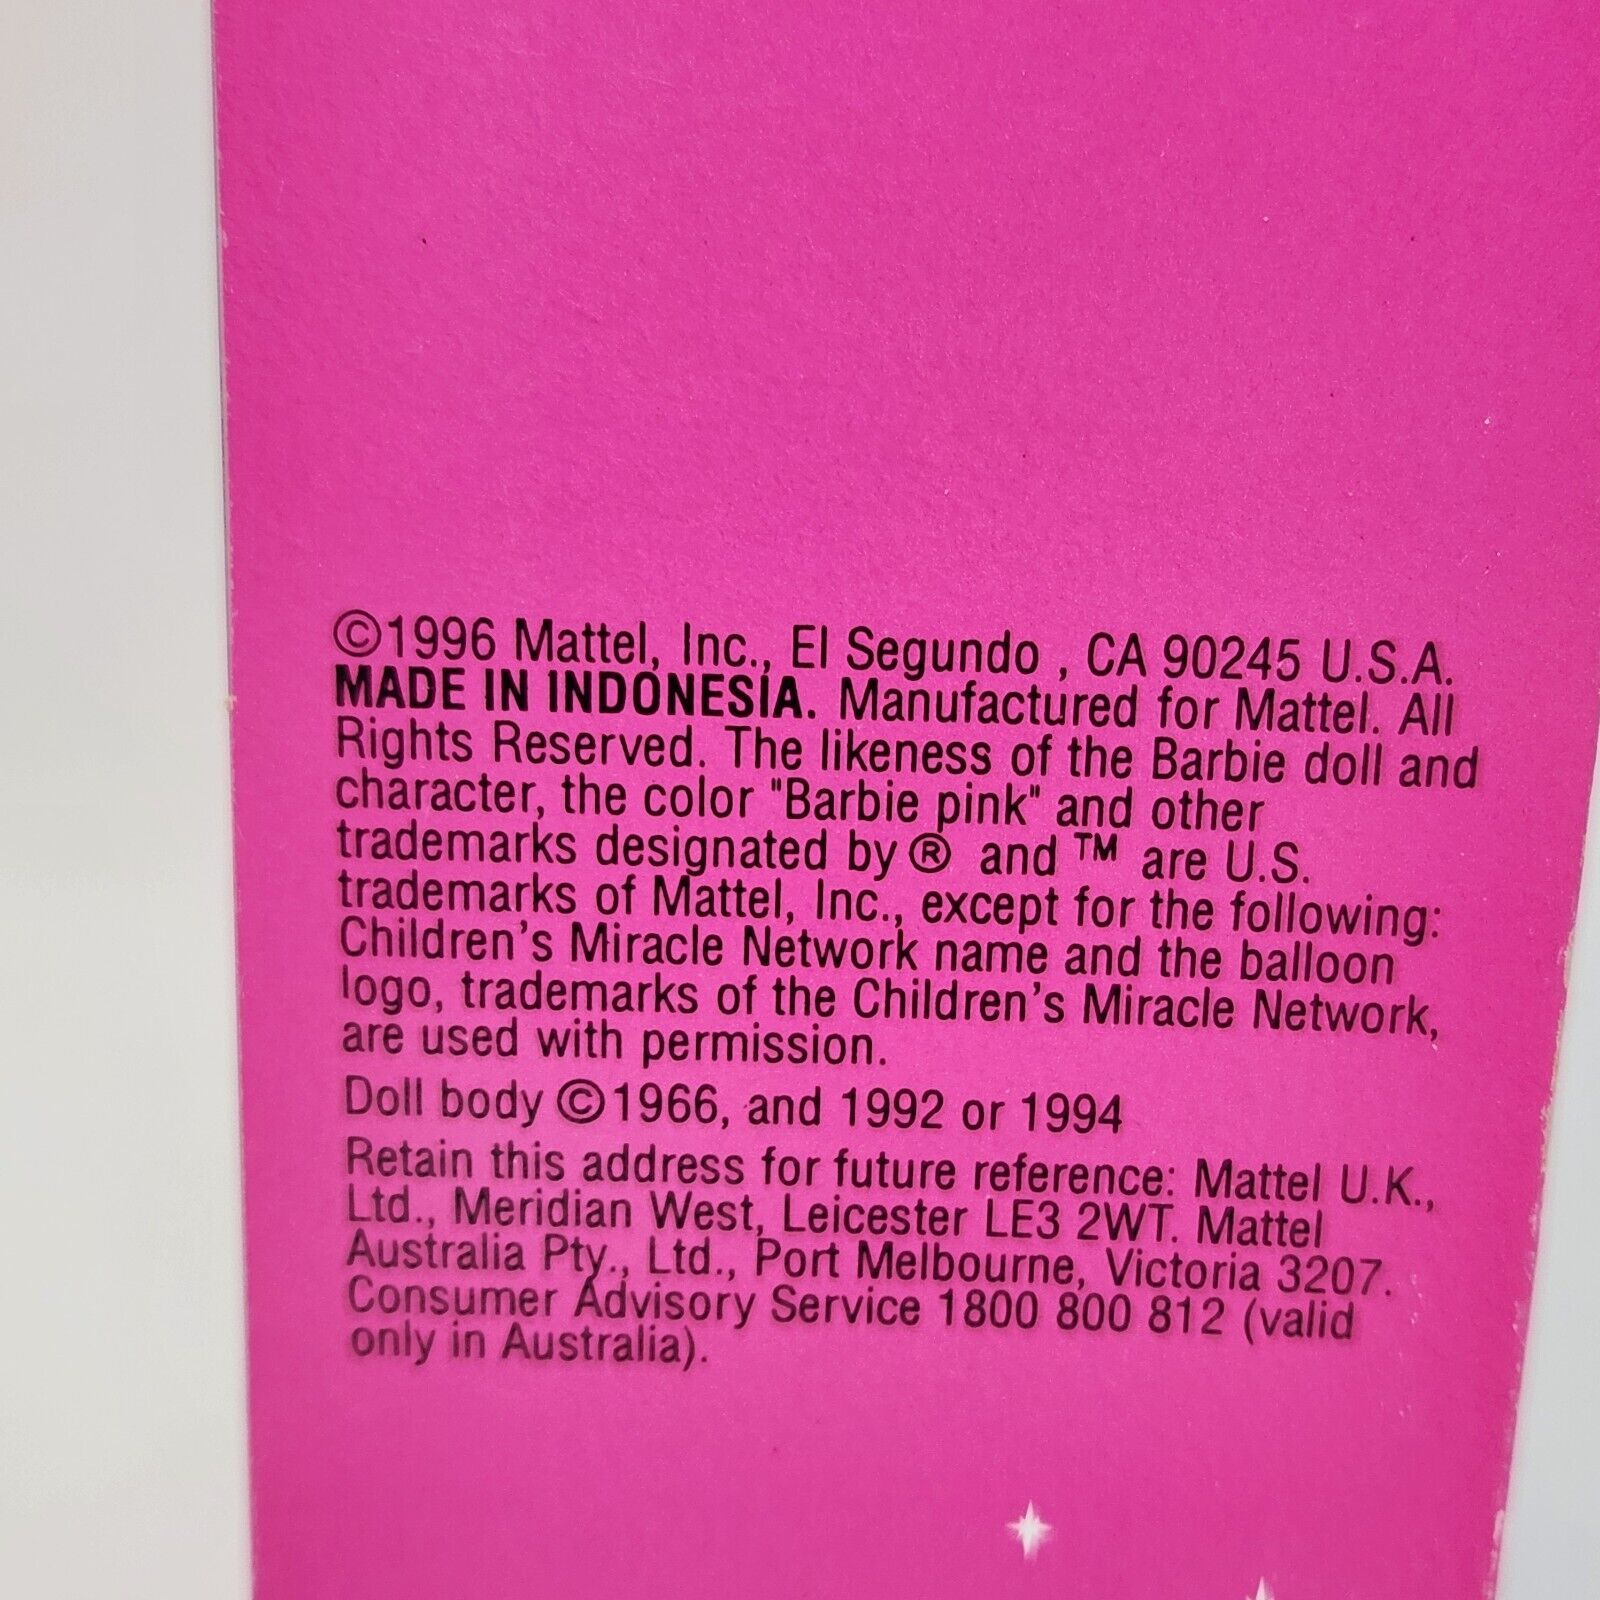 ©1996 Mattel, Inc., El Segundo , CA 90245 U.S.A.
MADE IN INDONESIA. Manufactured for Mattel. All
Rights Reserved. The likeness of the Barbie doll and
character, the color "Barbie pink" and other
trademarks designated by ® and ™ are U.S.
trademarks of Mattel, Inc., except for the following:
Children's Miracle Network name and the balloon
logo, trademarks of the Children's Miracle Network,
are used with permission.
Doll body ©1966, and 1992 or 1994
Retain this address for future reference: Mattel U.K.,
Ltd., Meridian West, Leicester LE3 2WT. Mattel
Australia Pty., Ltd., Port Melbourne, Victoria 3207.
Consumer Advisory Service 1800 800 812 (valid
only in Australia).